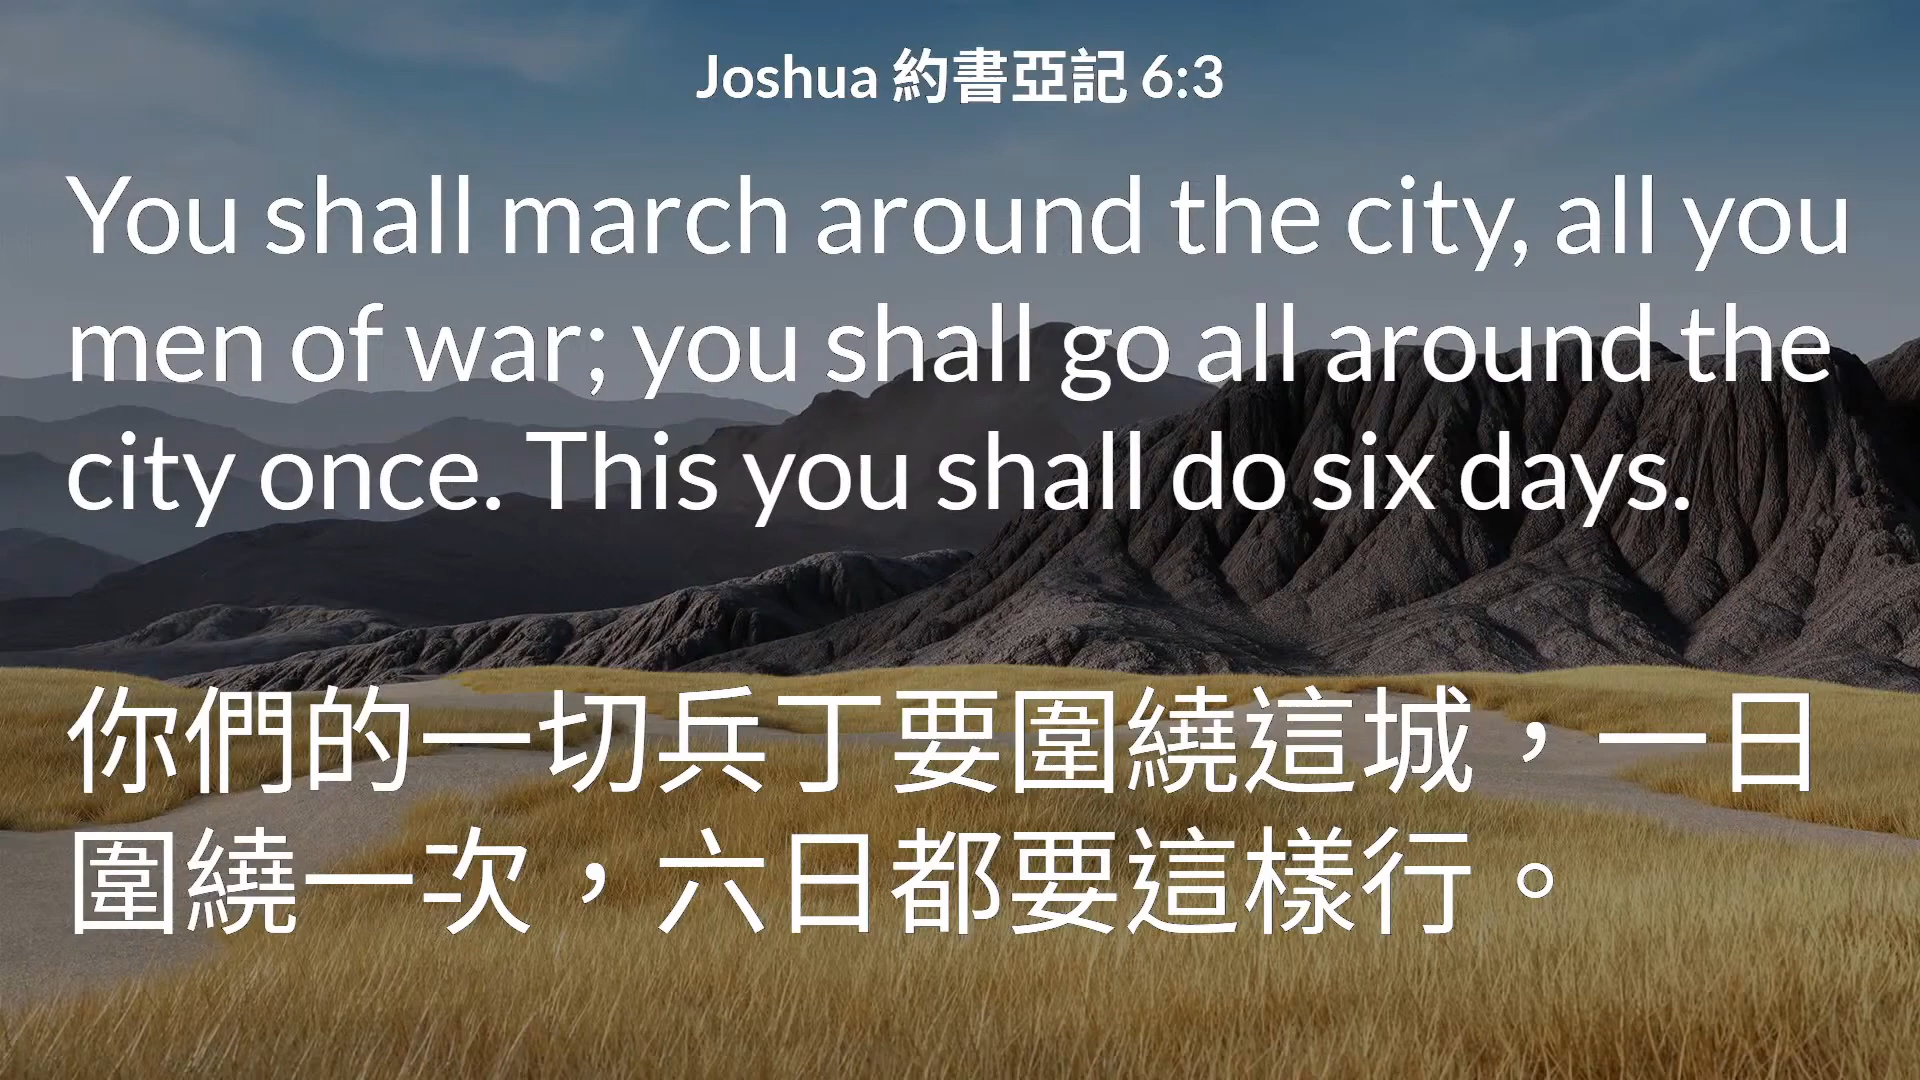 Joshua 約書亞記 6:3
You shall march around the city, all you
men of war; you shall go all around the
city once. This you shall do six days.
你們的一切兵丁要圍繞這城，一日
圍繞一次，六日都要這樣行。